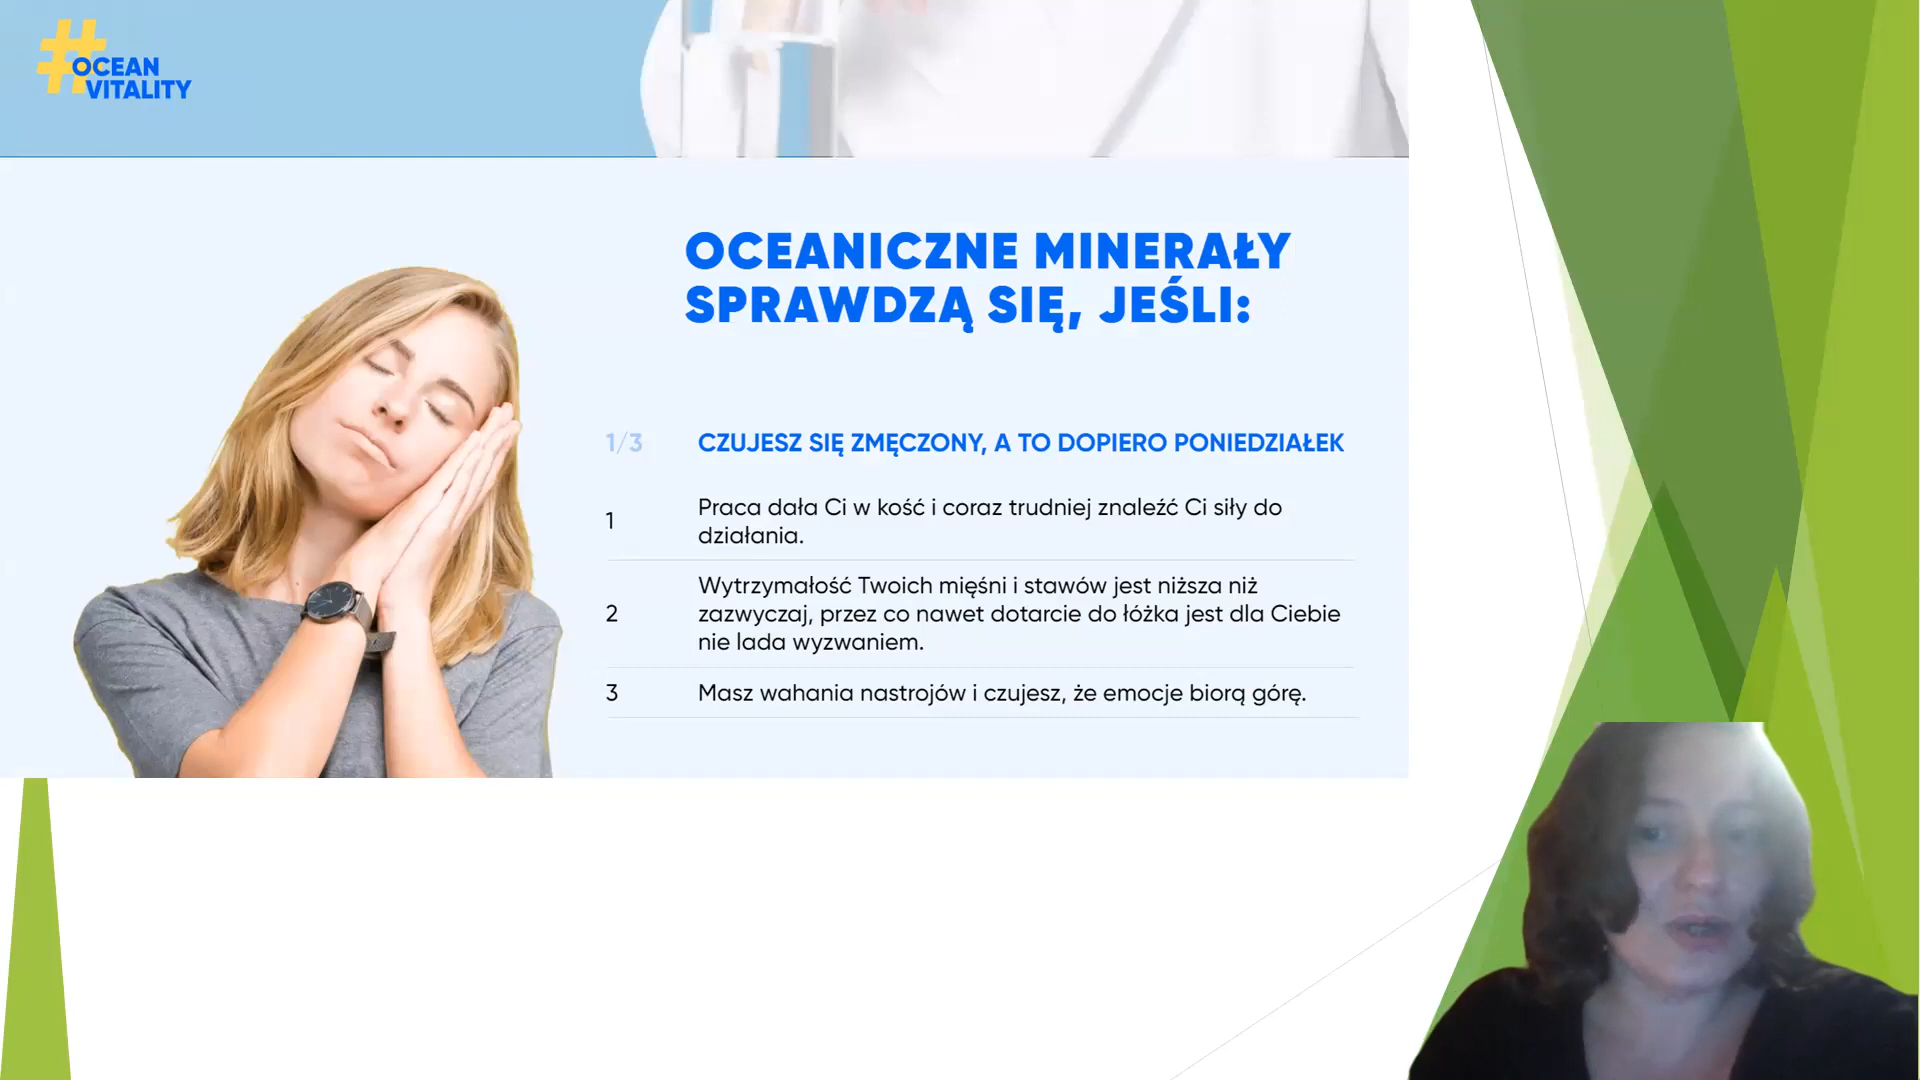 #OCEAN
VITALITY
OCEANICZNE MINERAŁY
SPRAWDZĄ SIĘ, JEŚLI:
1/3 CZUJESZ SIĘ ZMĘCZONY, A TO DOPIERO PONIEDZIAŁEK
1 Praca dała Ci w kość i coraz trudniej znaleźć Ci siły do
działania.
2 Wytrzymałość Twoich mięśni i stawów jest niższa niż
zazwyczaj, przez co nawet dotarcie do łóżka jest dla Ciebie
nie lada wyzwaniem.
3 Masz wahania nastrojów i czujesz, że emocje biorą górę.